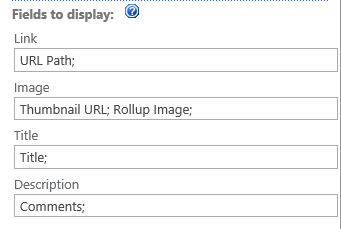 Fields to display: ?
Link
URL Path;
Image
Thumbnail URL; Rollup Image;
Title
Title;
Description
Comments;